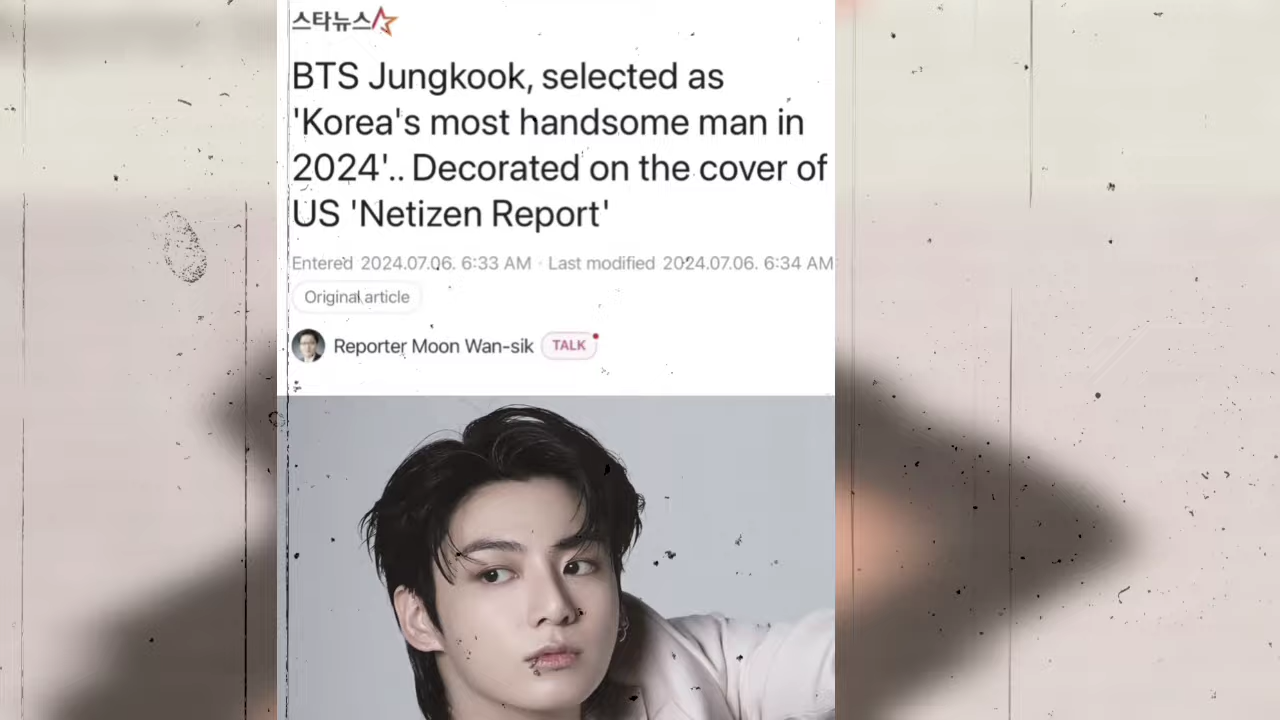 스타뉴스
BTS Jungkook, selected as
'Korea's most handsome man in
2024'.. Decorated on the cover of
US 'Netizen Report'
Entered 2024.07.06. 6:33 AM · Last modified 2024.07.06. 6:34 AM
Original article
Reporter Moon Wan-sik TALK